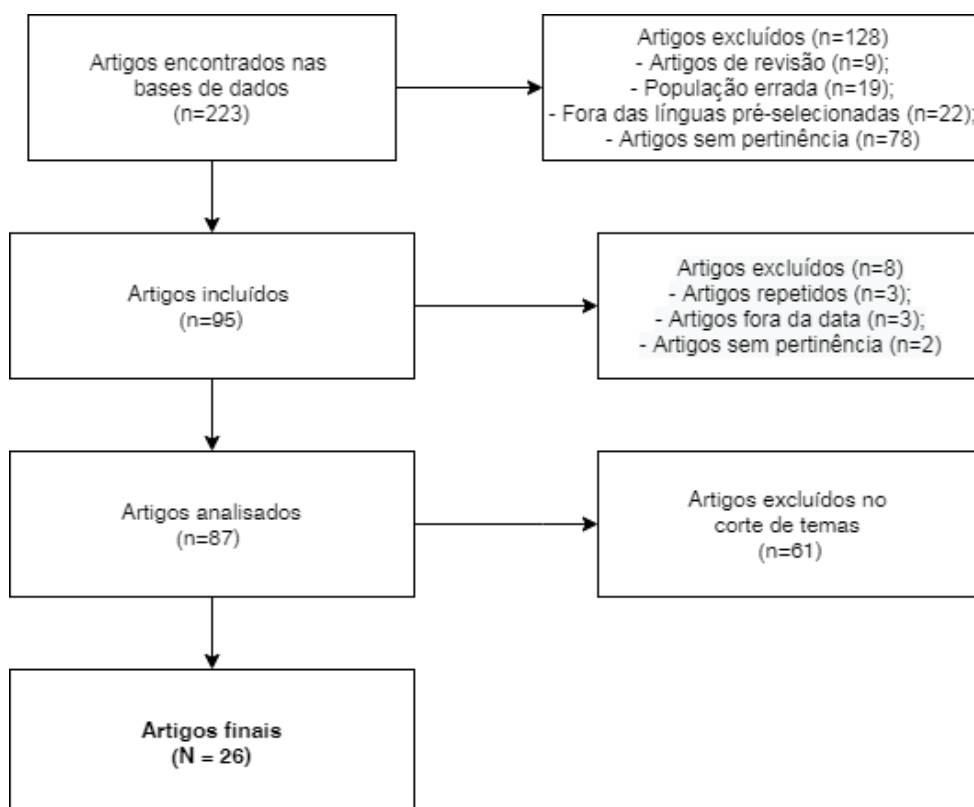 Artigos encontrados nas
bases de dados
(n=223)
Artigos excluídos (n=128)
- Artigos de revisão (n=9);
- População errada (n=19);
- Fora das línguas pré-selecionadas (n=22);
- Artigos sem pertinência (n=78)
Artigos incluídos
(n=95)
Artigos excluídos (n=8)
- Artigos repetidos (n=3);
- Artigos fora da data (n=3);
- Artigos sem pertinência (n=2)
Artigos analisados
(n=87)
Artigos excluídos no
corte de temas
(n=61)
Artigos finais
(N = 26)